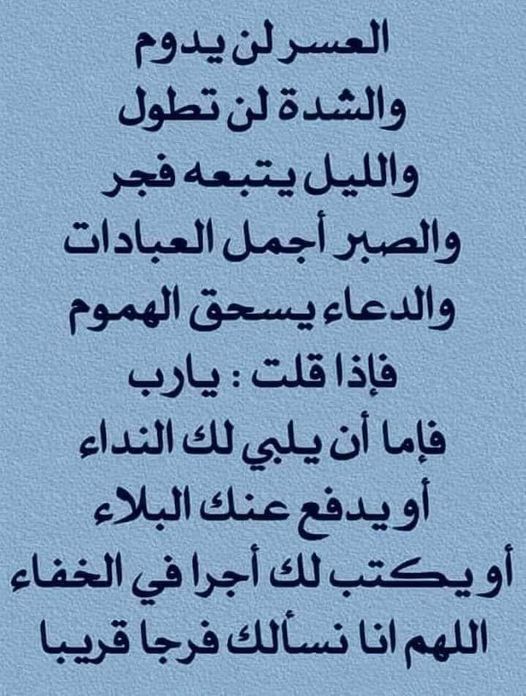 العسر لن يدوم
والشدة لن تطول
والليل يتبعه فجر
والصبر أجمل العبادات
والدعاء يسحق الهموم
فإذا قلت : يارب
فإما أن يلبي لك النداء
أو يدفع عنك البلاء
أو يكتب لك أجرا في الخفاء
اللهم انا نسألك فرجا قريبا